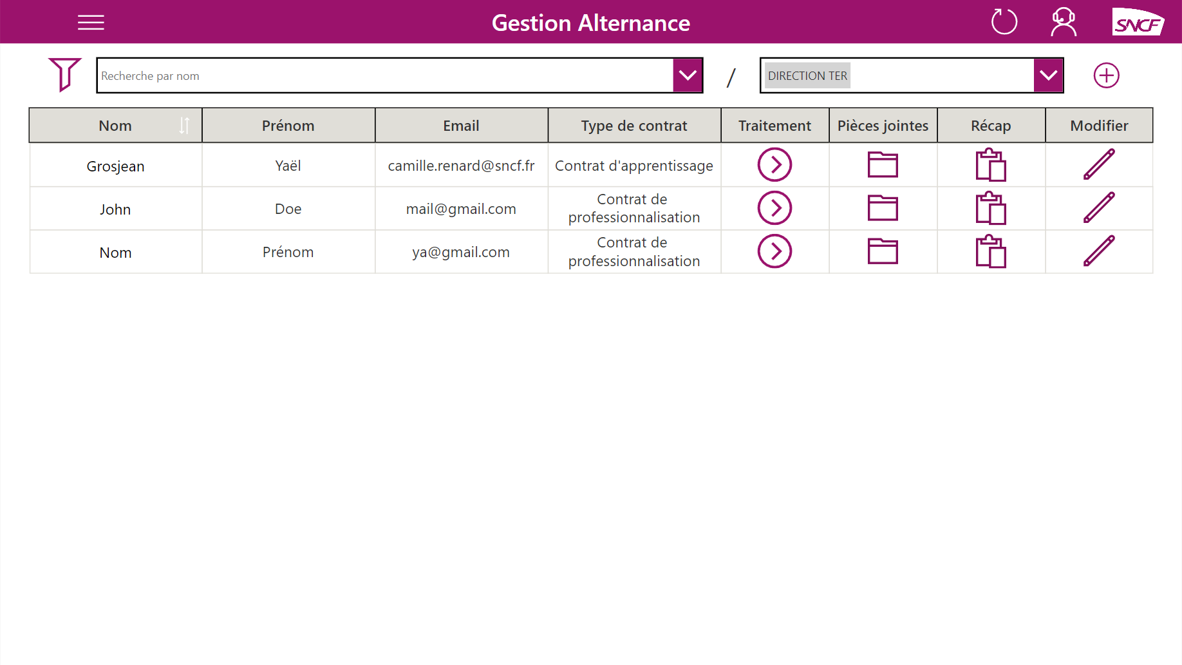 Gestion Alternance
SNCF
Recherche par nom
/
DIRECTION TER
Nom Prénom Email Type de contrat Traitement Pièces jointes Récap Modifier
Grosjean Yaël camille.renard@sncf.fr Contrat d'apprentissage
John Doe mail@gmail.com Contrat de
professionnalisation
Nom Prénom ya@gmail.com Contrat de
professionnalisation